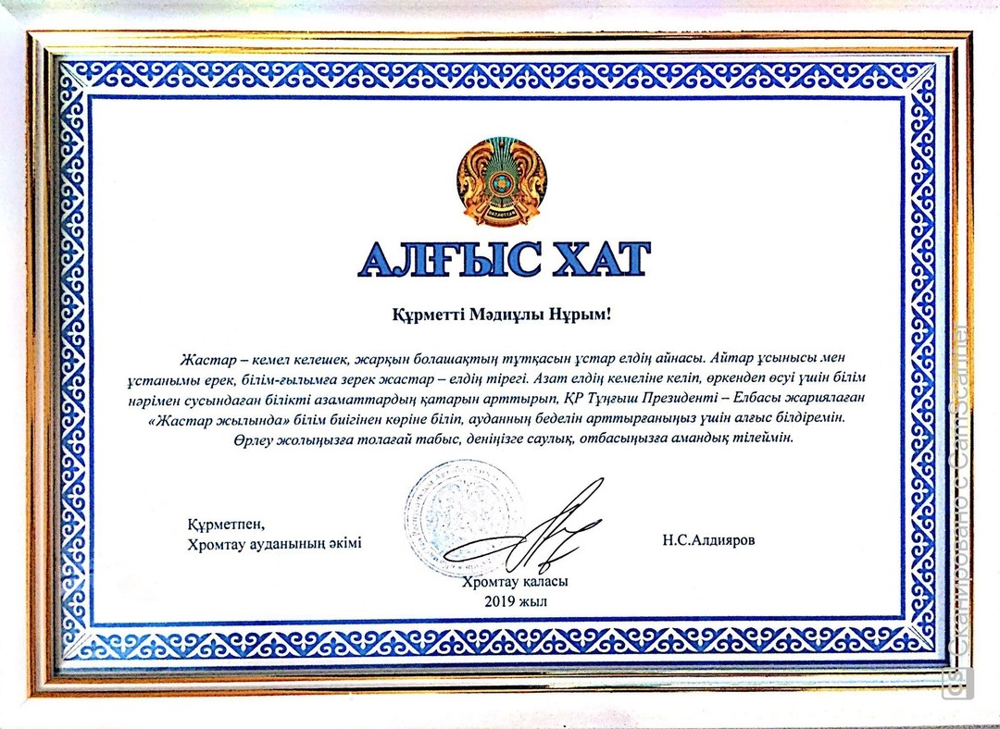 ҚАЗАҚСТАН
АЛҒЫС ХАТ
Құрметті Мәдиұлы Нұрым!
Жастар – кемел келешек, жарқын болашақтың тұтқасын ұстар елдің айнасы. Айтар ұсынысы мен
ұстанымы ерек, білім-ғылымға зерек жастар – елдің тірегі. Азат елдің кемеліне келіп, өркендеп өсуі үшін білім
нәрімен сусындаған білікті азаматтардың қатарын арттырып, ҚР Тұңғыш Президенті – Елбасы жариялаған
«Жастар жылында» білім биігінен көріне біліп, ауданның беделін арттырғаныңыз үшін алғыс білдіремін.
Өрлеу жолыңызға толағай табыс, деніңізге саулық, отбасыңызға амандық тілеймін.
Құрметпен,
Хромтау ауданының әкімі
Н.С.Алдияров
Хромтау қаласы
2019 жыл
CS Сканировано с CamScanner